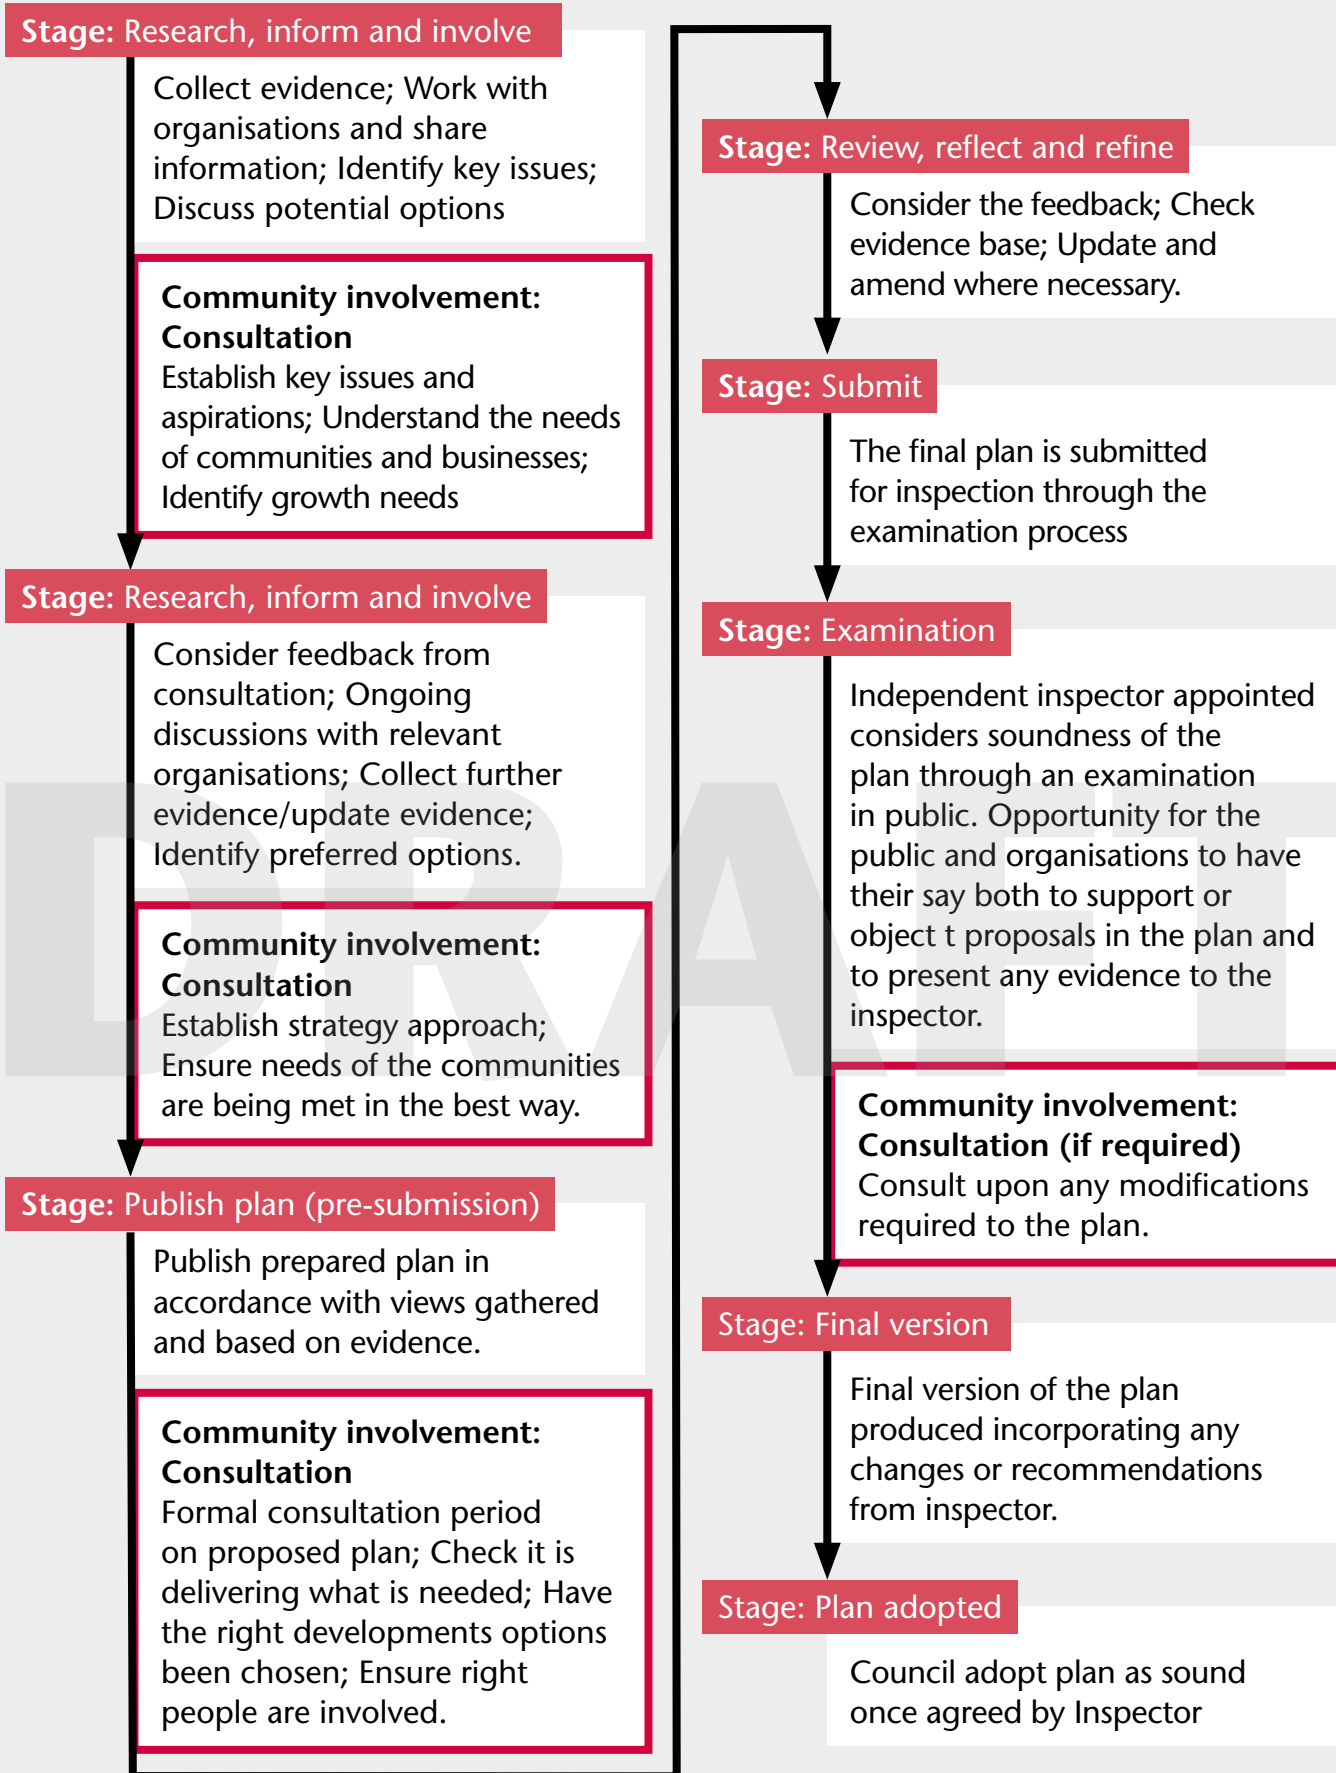 Stage: Research, inform and involve
Collect evidence; Work with
organisations and share
information; Identify key issues;
Discuss potential options
Community involvement:
Consultation
Establish key issues and
aspirations; Understand the needs
of communities and businesses;
Identify growth needs
Stage: Research, inform and involve
Consider feedback from
consultation; Ongoing
discussions with relevant
organisations; Collect further
evidence/update evidence;
Identify preferred options.
Community involvement:
Consultation
Establish strategy approach;
Ensure needs of the communities
are being met in the best way.
Stage: Publish plan (pre-submission)
Publish prepared plan in
accordance with views gathered
and based on evidence.
Community involvement:
Consultation
Formal consultation period
on proposed plan; Check it is
delivering what is needed; Have
the right developments options
been chosen; Ensure right
people are involved.
Stage: Review, reflect and refine
Consider the feedback; Check
evidence base; Update and
amend where necessary.
Stage: Submit
The final plan is submitted
for inspection through the
examination process
Stage: Examination
Independent inspector appointed
considers soundness of the
plan through an examination
in public. Opportunity for the
public and organisations to have
their say both to support or
object t proposals in the plan and
to present any evidence to the
inspector.
Community involvement:
Consultation (if required)
Consult upon any modifications
required to the plan.
Stage: Final version
Final version of the plan
produced incorporating any
changes or recommendations
from inspector.
Stage: Plan adopted
Council adopt plan as sound
once agreed by Inspector
DRAFT